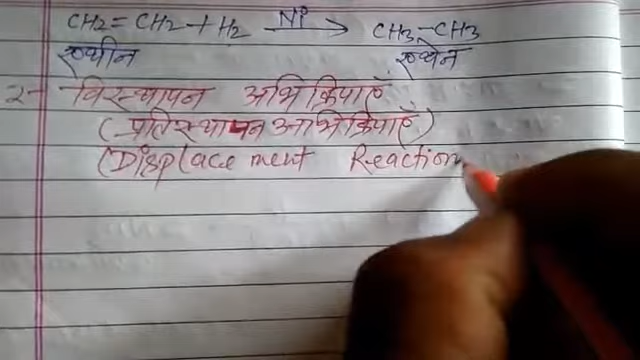 CH2=CH2+H2 Ni CH3-CH3
एथीन एथेन
2- विस्थापन अभिक्रियाएँ
(प्रतिस्थापन अभिक्रियाएँ)
(Displacement Reaction